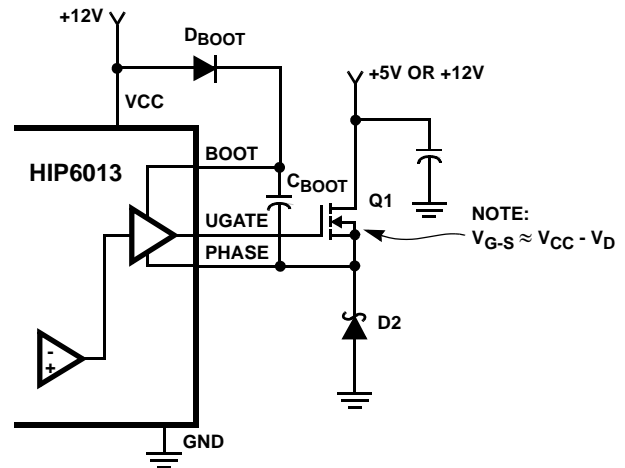 +12V
DBOOT
+5V OR +12V
VCC
BOOT
HIP6013
CBOOT
Q1
UGATE
NOTE:
VG-S ≈ VCC - VD
PHASE
D2
-
+
GND